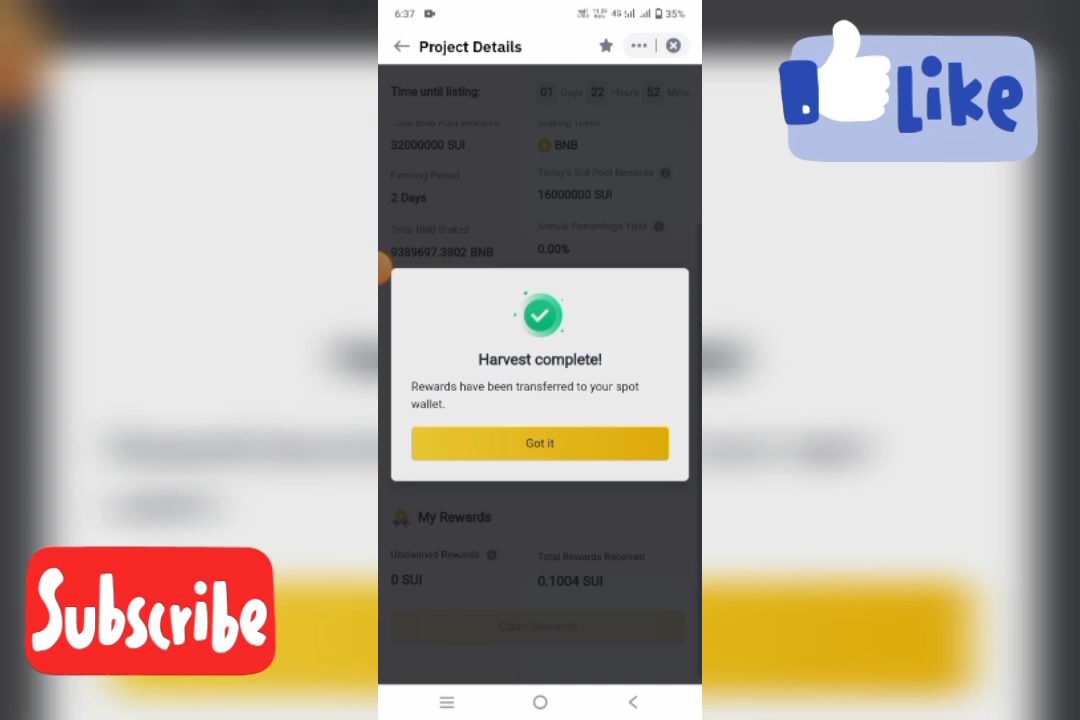 6:37
4G
35%
Project Details
Like
Time until listing:
01 Days 22 Hours 52 Mins
Total BNB Pool Rewards
Staking Token
32000000 SUI
BNB
Farming Period
Today's SUI Pool Rewards
2 Days
16000000 SUI
Total BNB Staked
Annual Percentage Yield
9389697.3802 BNB
0.00%
Harvest complete!
Rewards have been transferred to your spot
wallet.
Got it
My Rewards
Unclaimed Rewards
Total Rewards Received
0 SUI
0.1004 SUI
Claim Rewards
Subscribe